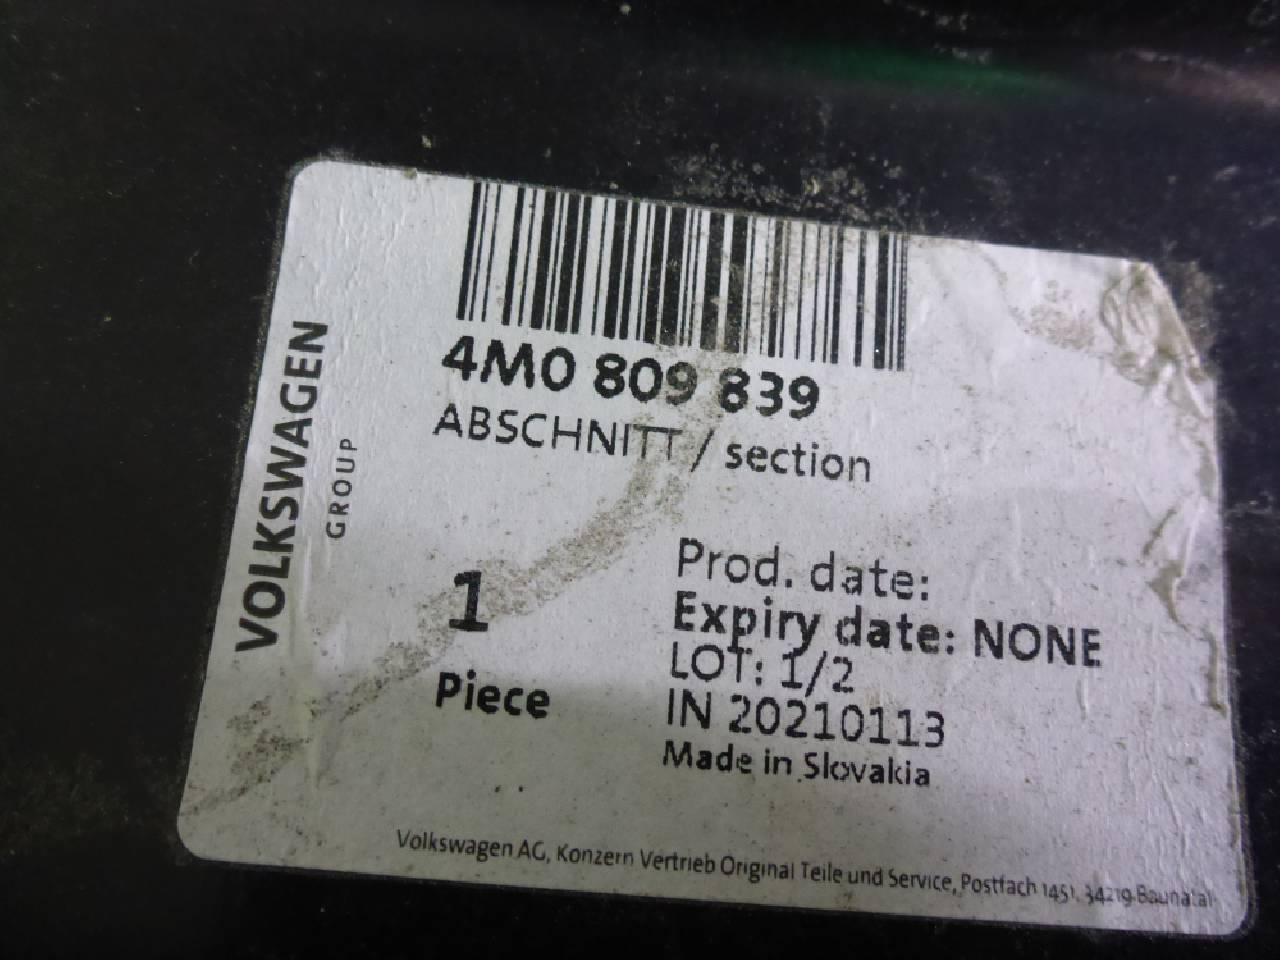 VOLKSWAGEN
GROUP
4M0 809 839
ABSCHNITT / section
1
Piece
Prod. date:
Expiry date: NONE
LOT: 1/2
IN 20210113
Made in Slovakia
Volkswagen AG, Konzern Vertrieb Original Teile und Service, Postfach 1451, 34219 Baunatal